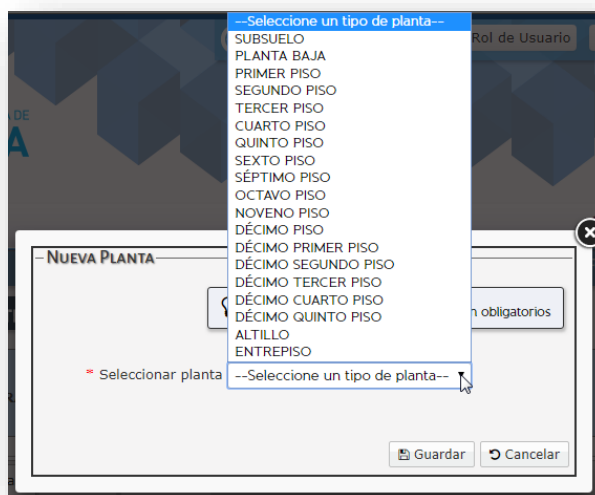 --Seleccione un tipo de planta--
Rol de Usuario
SUBSUELO
PLANTA BAJA
PRIMER PISO
SEGUNDO PISO
TERCER PISO
A DE
CUARTO PISO
A
QUINTO PISO
SEXTO PISO
SÉPTIMO PISO
OCTAVO PISO
NOVENO PISO
DÉCIMO PISO
DÉCIMO PRIMER PISO
NUEVA PLANTA
DÉCIMO SEGUNDO PISO
DÉCIMO TERCER PISO
DÉCIMO CUARTO PISO
DÉCIMO QUINTO PISO
n obligatorios
ALTILLO
ENTREPISO
* Seleccionar planta --Seleccione un tipo de planta--
Guardar Cancelar